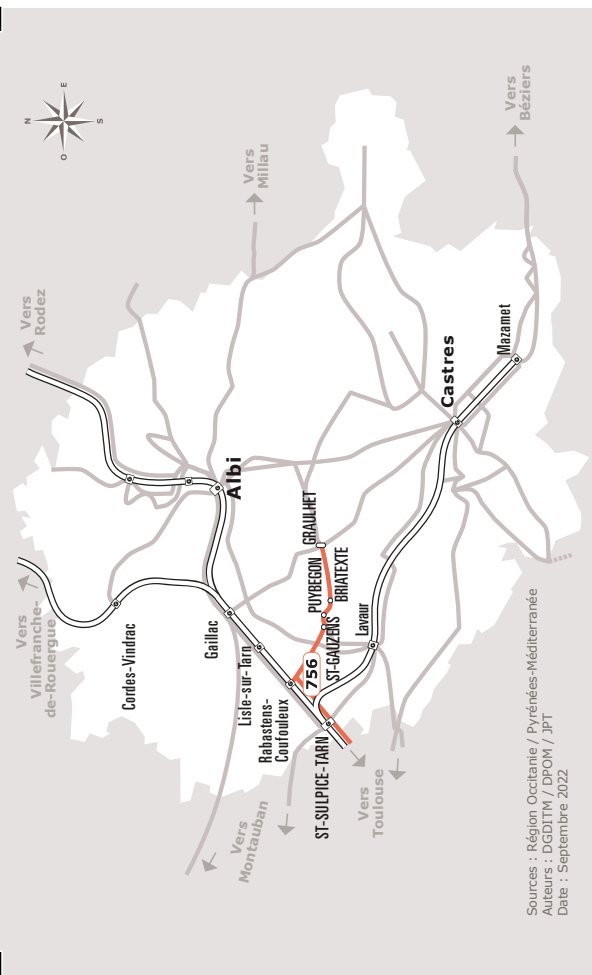 N
E
S
O
Vers
Rodez
Vers
Millau
Vers
Béziers
Vers
Villefranche-
de-Rouergue
Cordes-Vindrac
Albi
Gaillac
Lisle-sur-Tarn
Rabastens-
Coufouleux
GRAULHET
PUYBEGON
BRIATEXTE
ST-GAUZENS
756
Lavaur
Castres
Mazamet
ST-SULPICE-TARN
Vers
Montauban
Vers
Toulouse
Sources : Région Occitanie / Pyrénées-Méditerranée
Auteurs : DGDITM / DPOM / JPT
Date : Septembre 2022